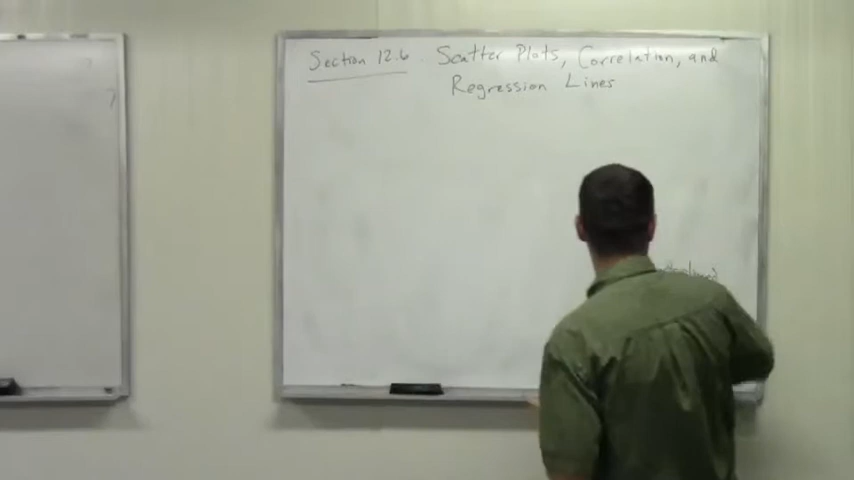 Section 12.6 Scatter Plots, Correlation, and
Regression Lines